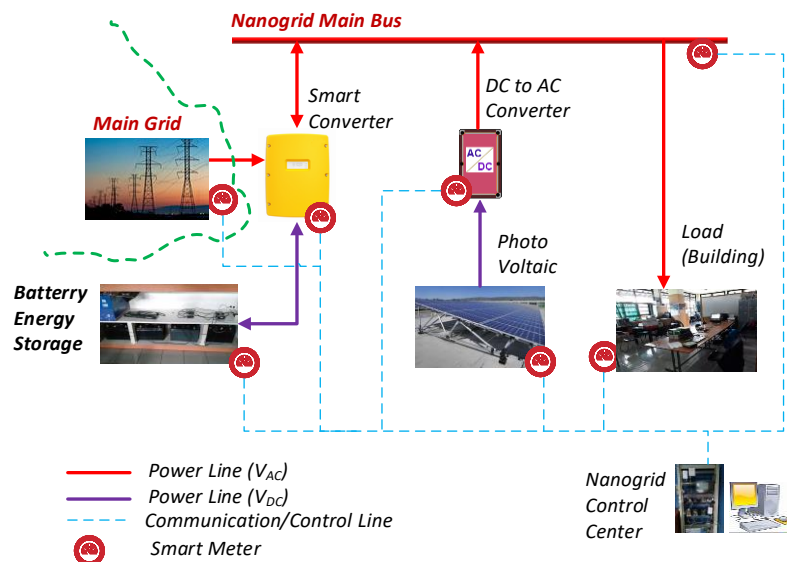 Nanogrid Main Bus
Smart
Converter
DC to AC
Converter
Main Grid
AC
DC
Photo
Voltaic
Load
(Building)
Batterry
Energy
Storage
Power Line (VAC)
Power Line (VDC)
Communication/Control Line
Smart Meter
Nanogrid
Control
Center